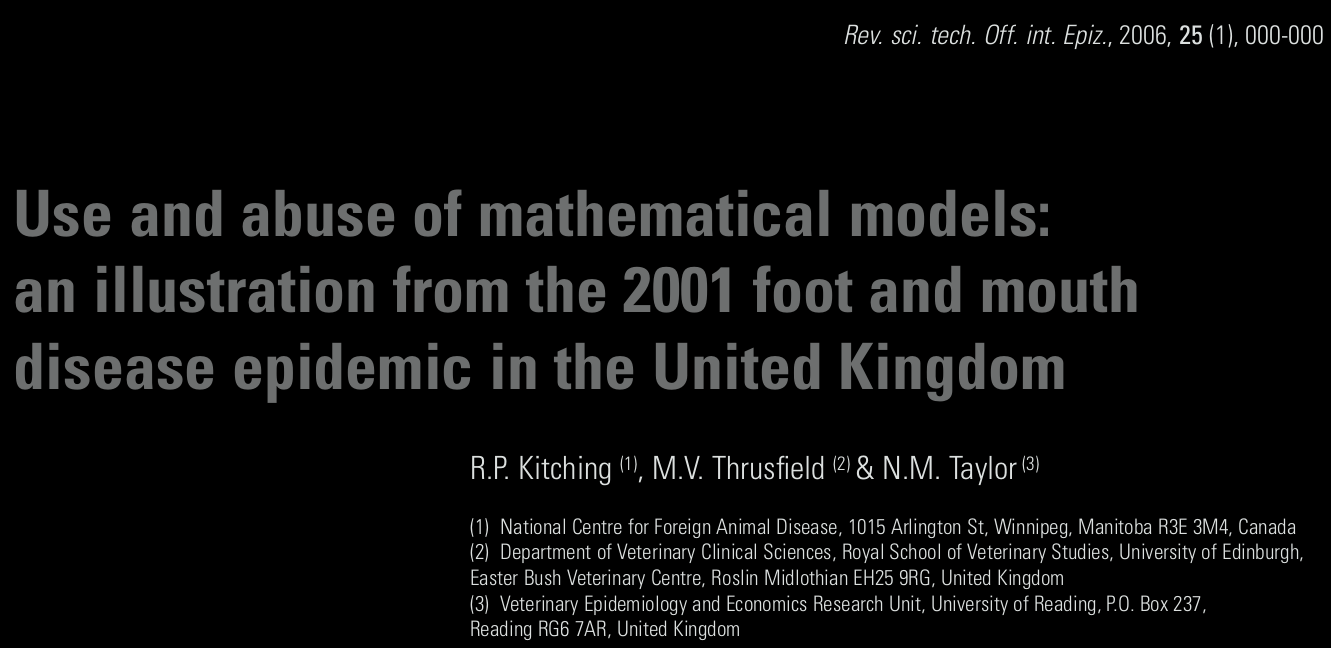 Rev. sci. tech. Off. int. Epiz., 2006, 25 (1), 000-000
Use and abuse of mathematical models:
an illustration from the 2001 foot and mouth
disease epidemic in the United Kingdom
R.P. Kitching (1), M.V. Thrusfield (2) & N.M. Taylor (3)
(1) National Centre for Foreign Animal Disease, 1015 Arlington St, Winnipeg, Manitoba R3E 3M4, Canada
(2) Department of Veterinary Clinical Sciences, Royal School of Veterinary Studies, University of Edinburgh,
Easter Bush Veterinary Centre, Roslin Midlothian EH25 9RG, United Kingdom
(3) Veterinary Epidemiology and Economics Research Unit, University of Reading, P.O. Box 237,
Reading RG6 7AR, United Kingdom